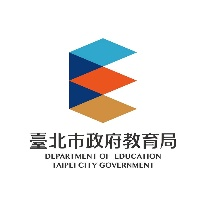 臺北市政府教育局
DEPARTMENT OF EDUCATION
TAIPEI CITY GOVERNMENT